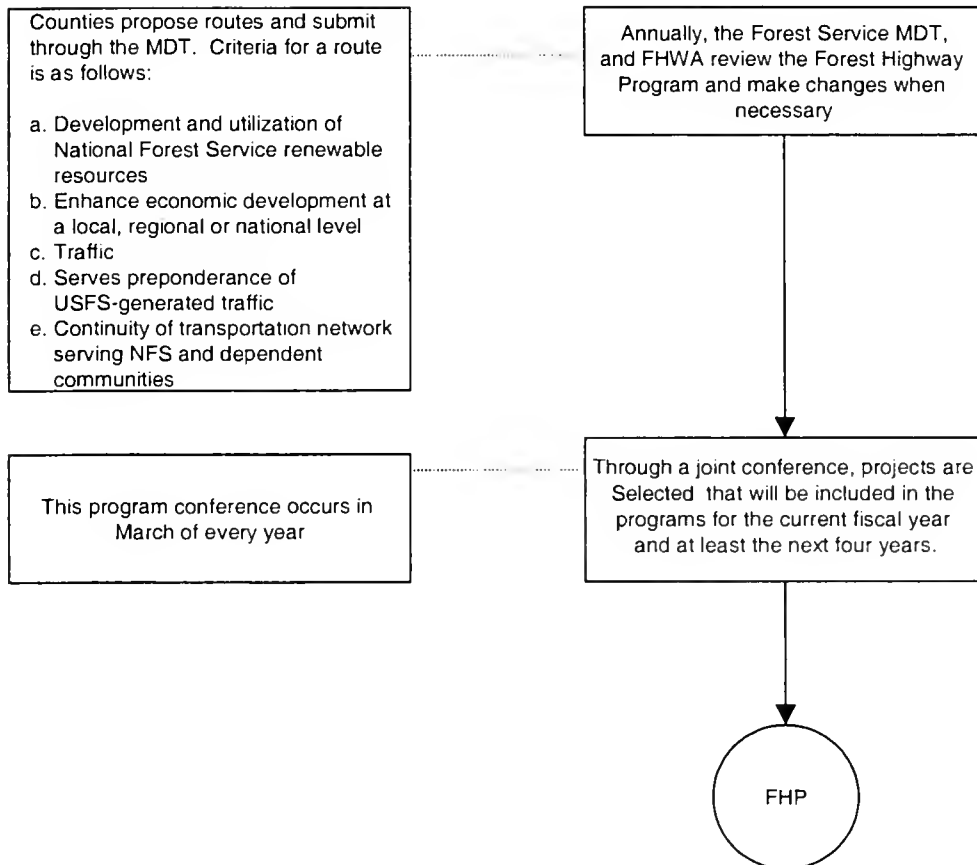 Counties propose routes and submit
through the MDT. Criteria for a route
is as follows:
a. Development and utilization of
National Forest Service renewable
resources
b. Enhance economic development at
a local, regional or national level
c. Traffic
d. Serves preponderance of
USFS-generated traffic
e. Continuity of transportation network
serving NFS and dependent
communities
Annually, the Forest Service MDT,
and FHWA review the Forest Highway
Program and make changes when
necessary
This program conference occurs in
March of every year
Through a joint conference, projects are
Selected that will be included in the
programs for the current fiscal year
and at least the next four years.
FHP